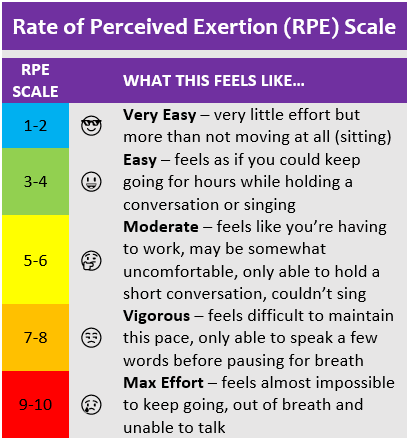 Rate of Perceived Exertion (RPE) Scale
RPE
SCALE
WHAT THIS FEELS LIKE...
1-2
Very Easy – very little effort but
more than not moving at all (sitting)
3-4
Easy – feels as if you could keep
going for hours while holding a
conversation or singing
5-6
Moderate – feels like you’re having
to work, may be somewhat
uncomfortable, only able to hold a
short conversation, couldn’t sing
7-8
Vigorous – feels difficult to maintain
this pace, only able to speak a few
words before pausing for breath
9-10
Max Effort – feels almost impossible
to keep going, out of breath and
unable to talk